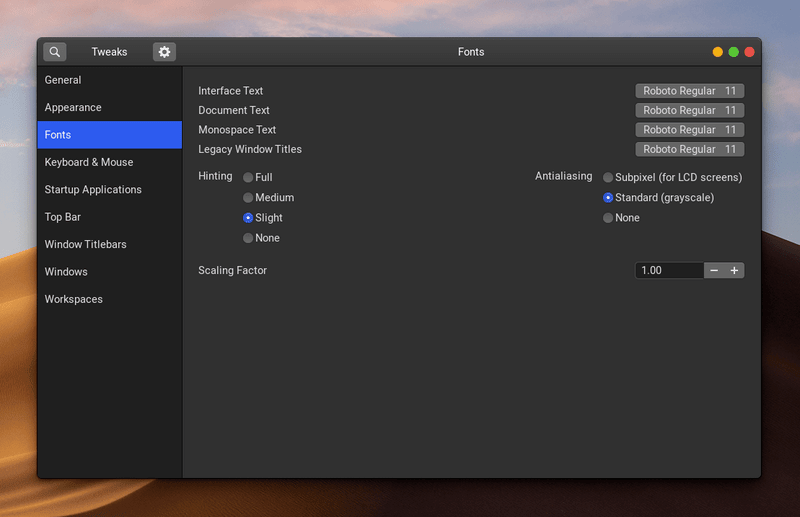 Tweaks
Fonts
General
Appearance
Fonts
Keyboard & Mouse
Startup Applications
Top Bar
Window Titlebars
Windows
Workspaces
Interface Text Roboto Regular 11
Document Text Roboto Regular 11
Monospace Text Roboto Regular 11
Legacy Window Titles Roboto Regular 11
Hinting
Full
Medium
Slight
None
Antialiasing
Subpixel (for LCD screens)
Standard (grayscale)
None
Scaling Factor 1.00 − +